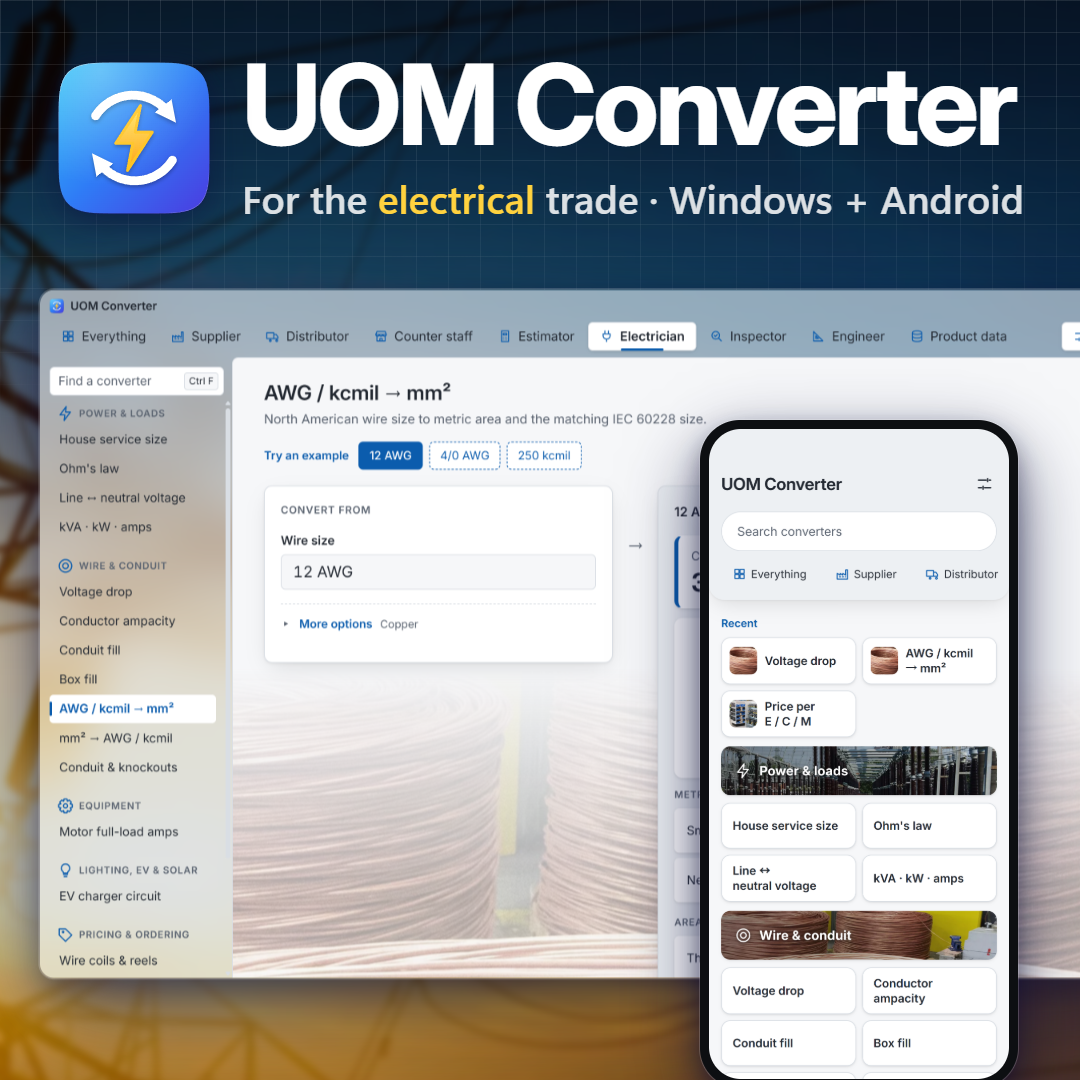 UOM Converter
For the electrical trade · Windows + Android
UOM Converter
Everything
Supplier
Distributor
Counter staff
Estimator
Electrician
Inspector
Engineer
Product data
Find a converter
Ctrl F
POWER & LOADS
House service size
Ohm's law
Line ↔ neutral voltage
kVA · kW · amps
WIRE & CONDUIT
Voltage drop
Conductor ampacity
Conduit fill
Box fill
AWG / kcmil → mm²
mm² → AWG / kcmil
Conduit & knockouts
EQUIPMENT
Motor full-load amps
LIGHTING, EV & SOLAR
EV charger circuit
PRICING & ORDERING
Wire coils & reels
AWG / kcmil → mm²
North American wire size to metric area and the matching IEC 60228 size.
Try an example
12 AWG
4/0 AWG
250 kcmil
CONVERT FROM
Wire size
12 AWG
More options Copper
→
UOM Converter
Search converters
Everything
Supplier
Distributor
Recent
Voltage drop
AWG / kcmil
→ mm²
Price per
E / C / M
Power & loads
House service size
Ohm's law
Line ↔
neutral voltage
kVA · kW · amps
Wire & conduit
Voltage drop
Conductor
ampacity
Conduit fill
Box fill